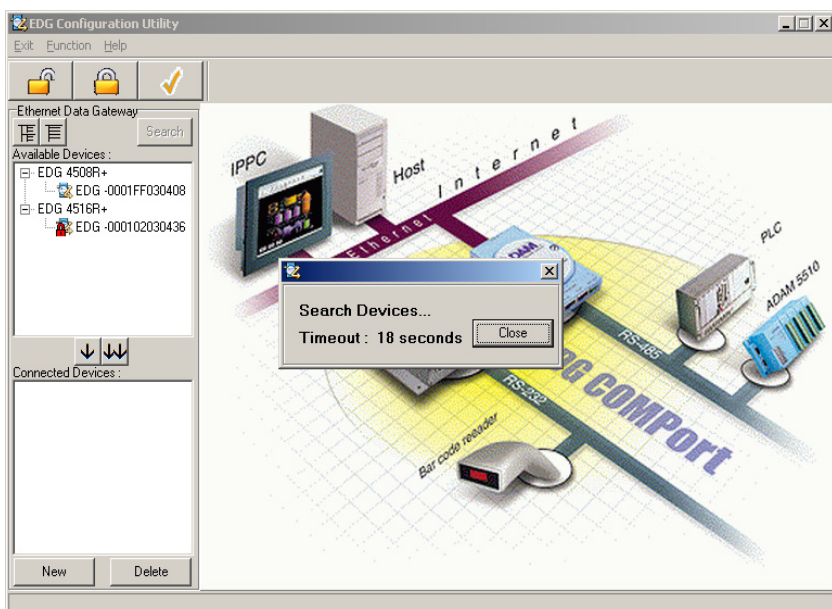 EDG Configuration Utility
Exit Function Help
Ethernet Data Gateway
Search
Available Devices :
EDG 4508R+
EDG -0001FF030408
EDG 4516R+
EDG -000102030436
Connected Devices :
New Delete
IPPC
Host
Internet
Ethernet
PLC
ADAM 5510
RS-485
RS-232
COMPort
Bar code reeader
Search Devices...
Timeout : 18 seconds
Close